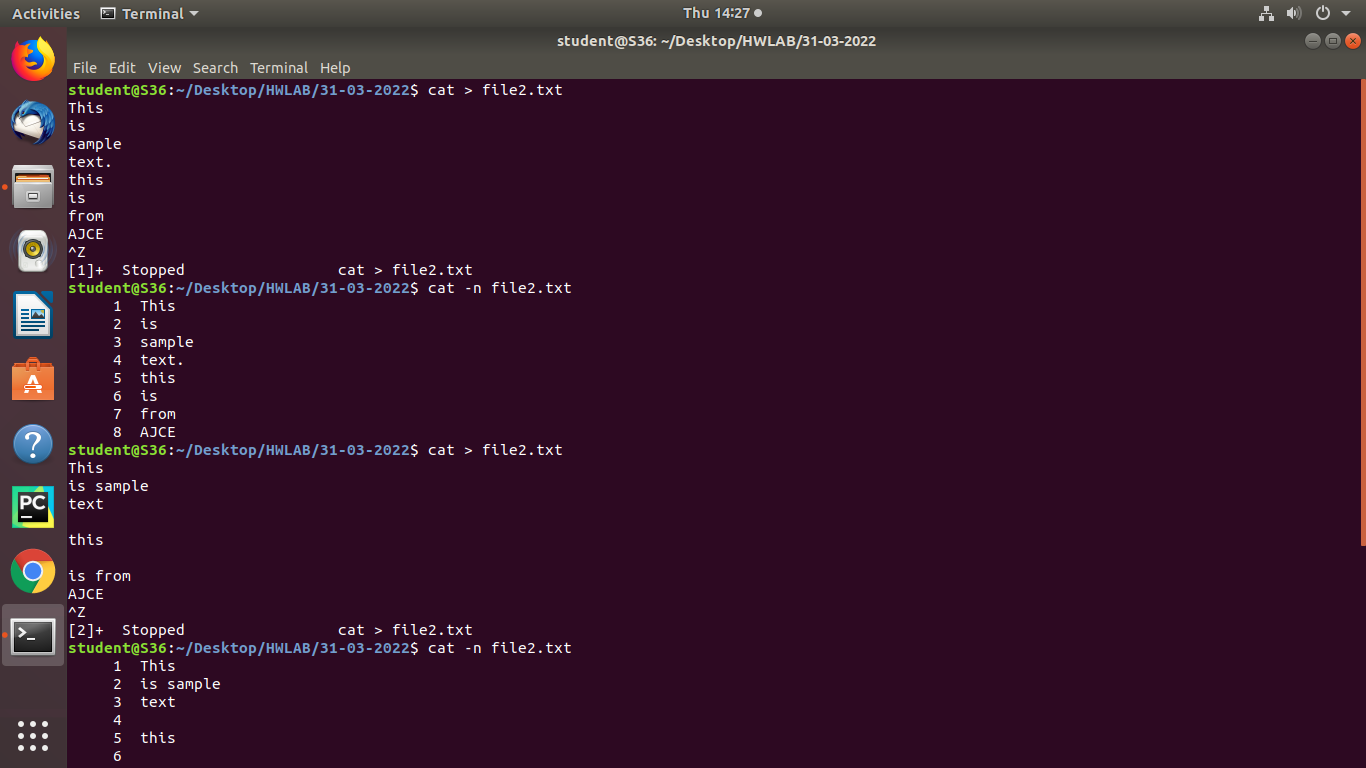 Activities Terminal Thu 14:27
student@S36: ~/Desktop/HWLAB/31-03-2022
File Edit View Search Terminal Help
student@S36:~/Desktop/HWLAB/31-03-2022$ cat > file2.txt
This
is
sample
text.
this
is
from
AJCE
^Z
[1]+  Stopped                 cat > file2.txt
student@S36:~/Desktop/HWLAB/31-03-2022$ cat -n file2.txt
     1  This
     2  is
     3  sample
     4  text.
     5  this
     6  is
     7  from
     8  AJCE
student@S36:~/Desktop/HWLAB/31-03-2022$ cat > file2.txt
This
is sample
text
this
is from
AJCE
^Z
[2]+  Stopped                 cat > file2.txt
student@S36:~/Desktop/HWLAB/31-03-2022$ cat -n file2.txt
     1  This
     2  is sample
     3  text
     4
     5  this
     6
PC